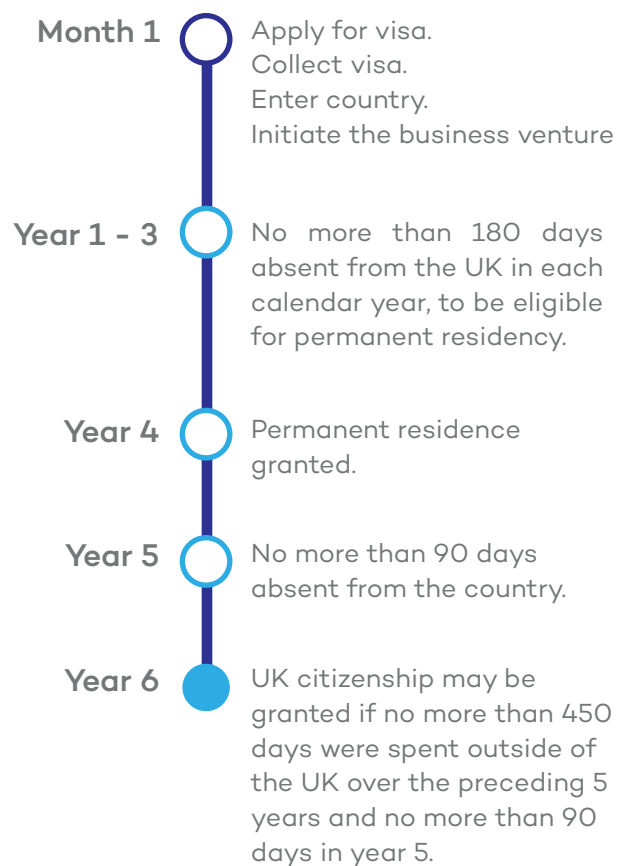 Month 1
Apply for visa.
Collect visa.
Enter country.
Initiate the business venture
Year 1 - 3
No more than 180 days
absent from the UK in each
calendar year, to be eligible
for permanent residency.
Year 4
Permanent residence
granted.
Year 5
No more than 90 days
absent from the country.
Year 6
UK citizenship may be
granted if no more than 450
days were spent outside of
the UK over the preceding 5
years and no more than 90
days in year 5.